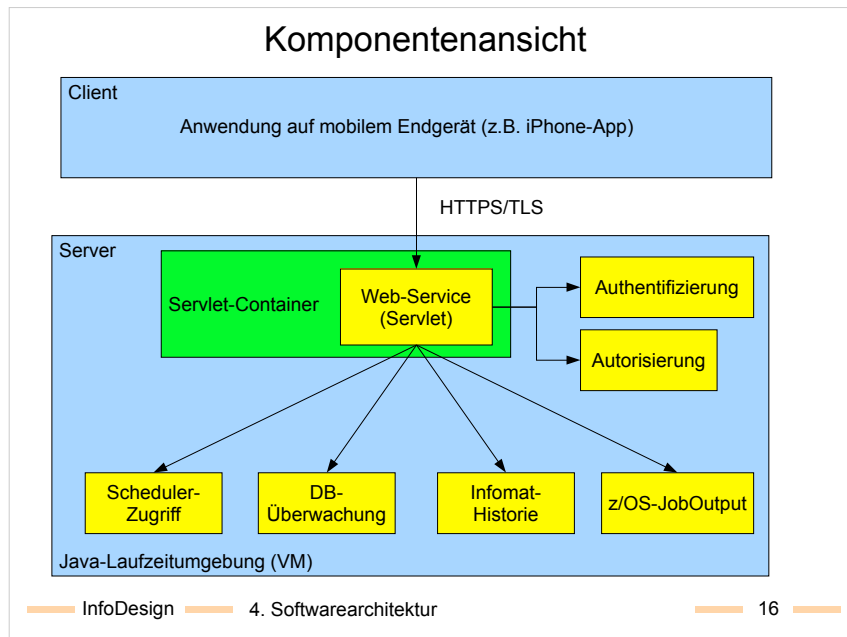 Komponentenansicht
Client
Anwendung auf mobilem Endgerät (z.B. iPhone-App)
HTTPS/TLS
Server
Servlet-Container
Web-Service
(Servlet)
Authentifizierung
Autorisierung
Scheduler-
Zugriff
DB-
Überwachung
Infomat-
Historie
z/OS-JobOutput
Java-Laufzeitumgebung (VM)
InfoDesign
4. Softwarearchitektur
16